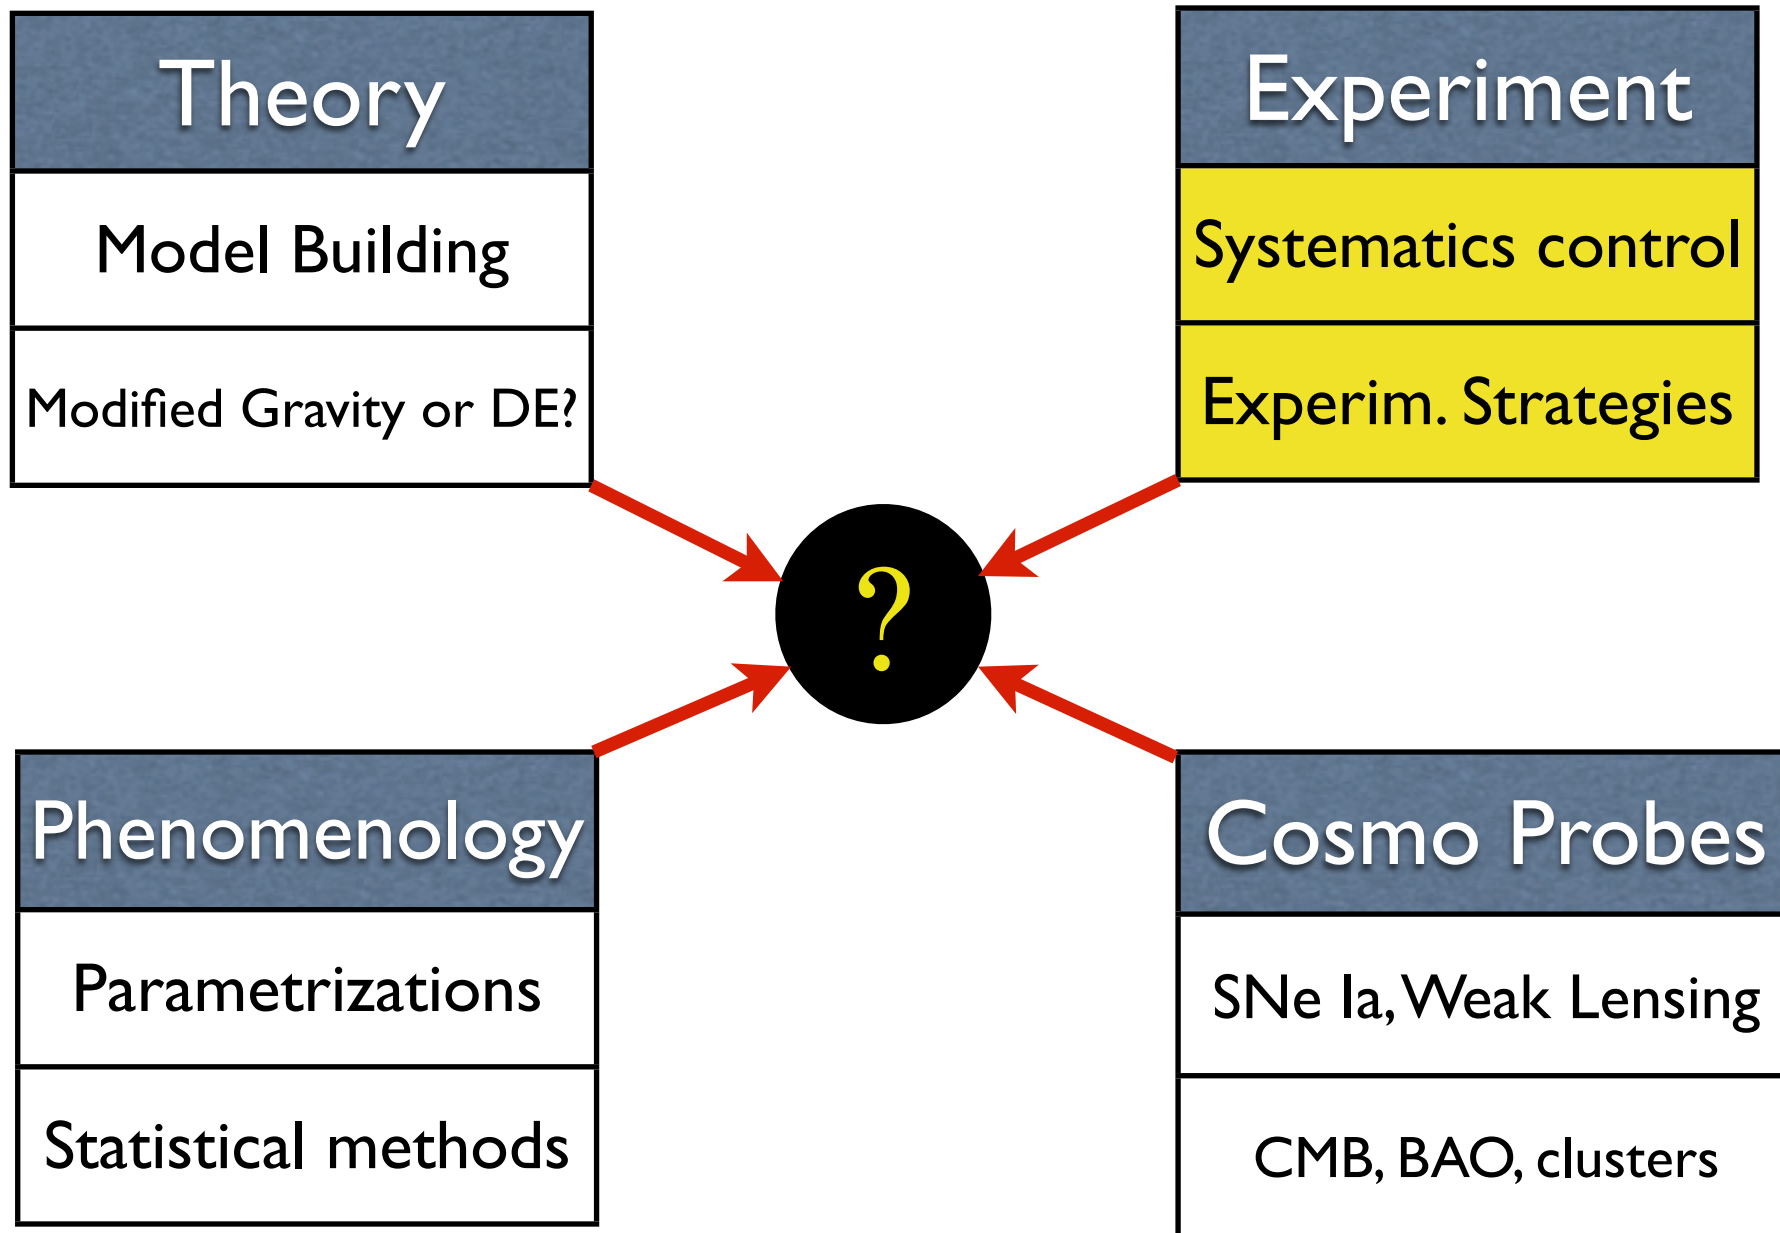 Theory
Model Building
Modified Gravity or DE?
Experiment
Systematics control
Experim. Strategies
?
Phenomenology
Parametrizations
Statistical methods
Cosmo Probes
SNe Ia, Weak Lensing
CMB, BAO, clusters